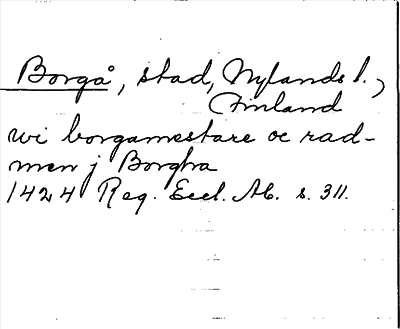 Borgå, stad, Nylands l.,
Finland
wi borgamestare oc rad-
men j Borgha
1424 Reg. Eccl. Ab. s. 311.